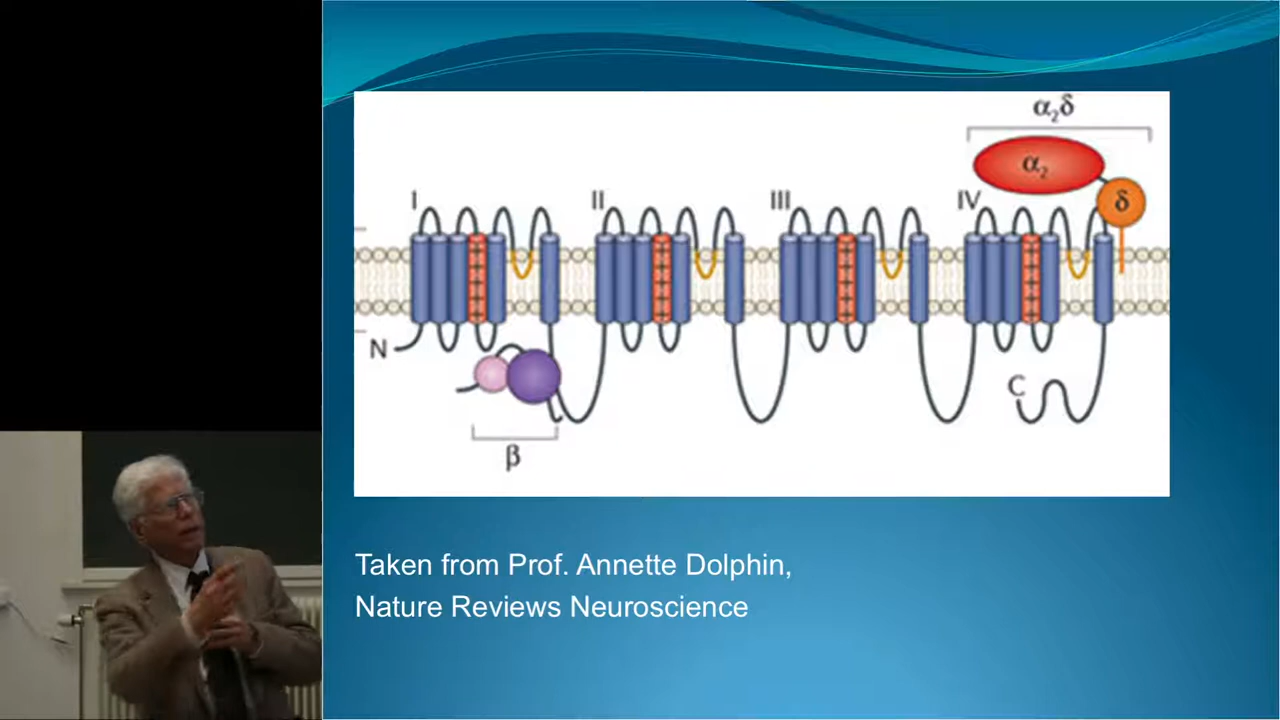 α₂δ
α₂
δ
I II III IV
N
C
β
Taken from Prof. Annette Dolphin,
Nature Reviews Neuroscience